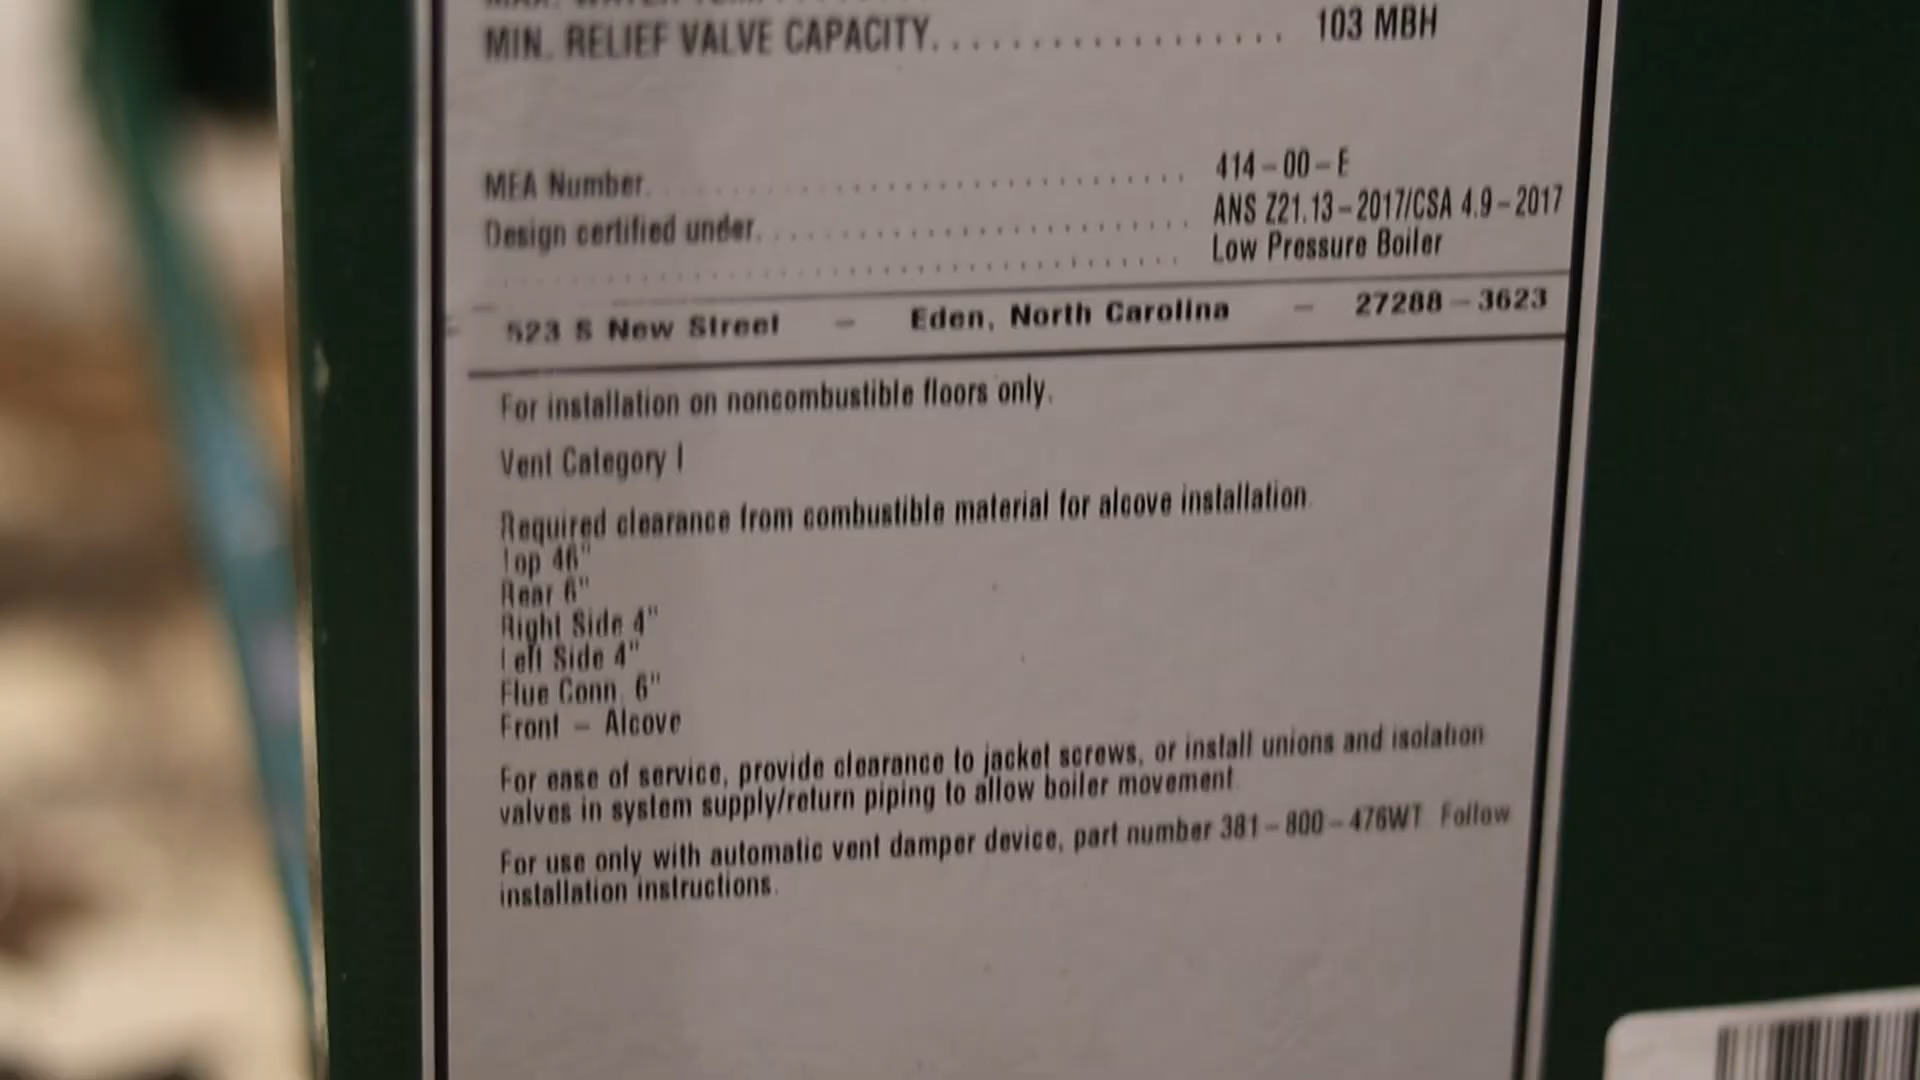 MIN. RELIEF VALVE CAPACITY.................. 103 MBH
MEA Number.............................. 414-00-E
Design certified under......................... ANS Z21.13-2017/CSA 4.9-2017
.............................. Low Pressure Boiler
523 S New Street - Eden, North Carolina - 27288-3623
For installation on noncombustible floors only.
Vent Category I
Required clearance from combustible material for alcove installation.
Top 46"
Rear 6"
Right Side 4"
Left Side 4"
Flue Conn. 6"
Front - Alcove
For ease of service, provide clearance to jacket screws, or install unions and isolation
valves in system supply/return piping to allow boiler movement.
For use only with automatic vent damper device, part number 381-800-476WT. Follow
installation instructions.